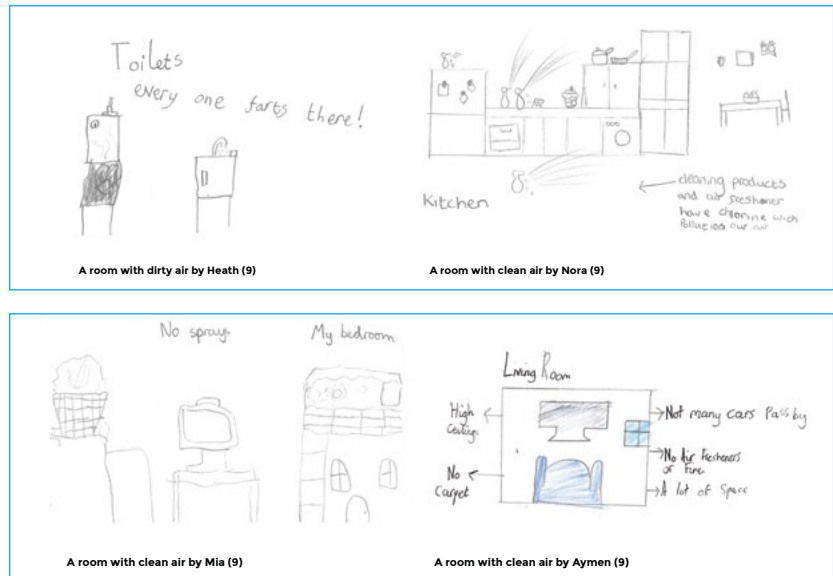 Toilets
every one farts there!
A room with dirty air by Heath (9)
Kitchen
cleaning products
and air freshener
have chlorine wich
Pollution our air
A room with clean air by Nora (9)
No spray.
My bedroom
A room with clean air by Mia (9)
Living Room
High
Ceilings
No
Carpet
Not many cars Pass by
No Air Fresheners
or Fire
A lot of Space
A room with clean air by Aymen (9)